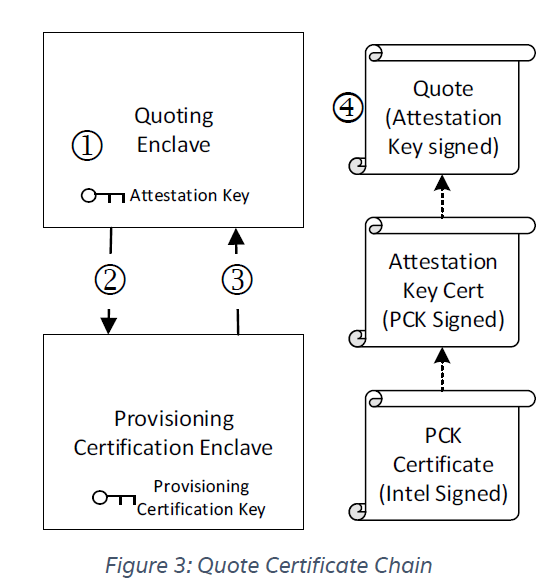 ①
Quoting
Enclave
Attestation Key
②
③
Provisioning
Certification Enclave
Provisioning
Certification Key
④
Quote
(Attestation
Key signed)
Attestation
Key Cert
(PCK Signed)
PCK
Certificate
(Intel Signed)
Figure 3: Quote Certificate Chain